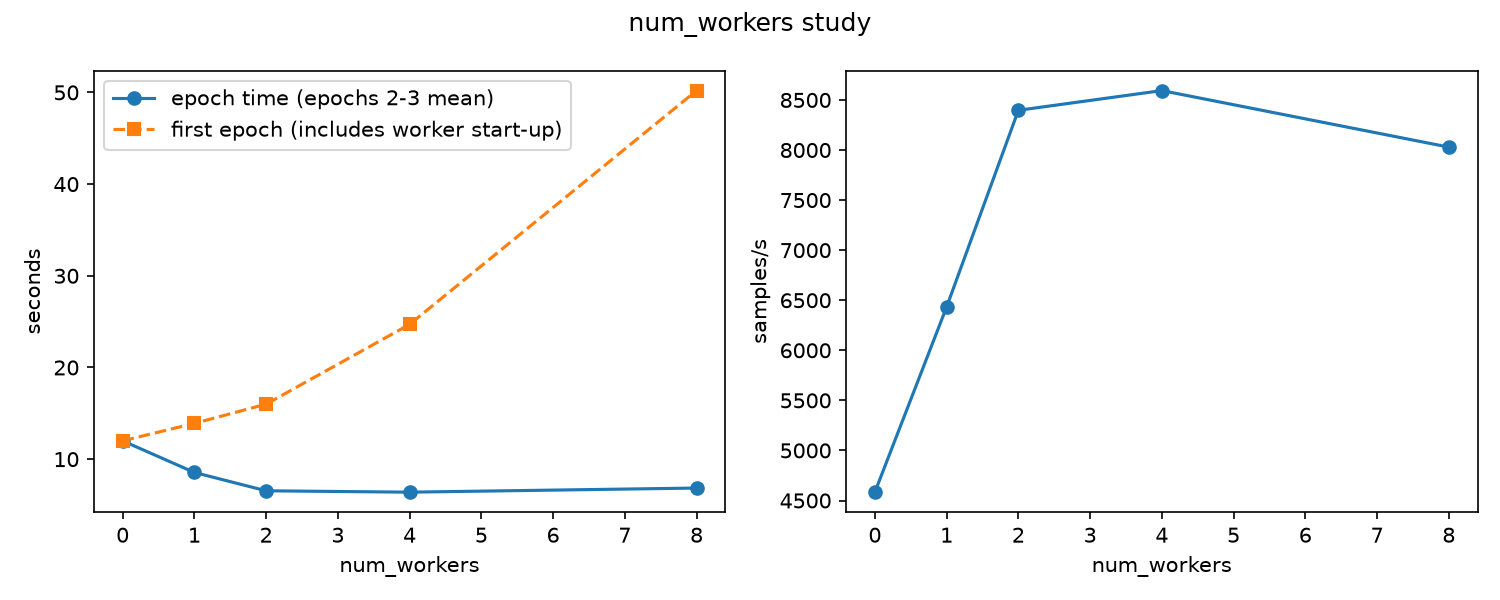 num_workers study
50
40
30
20
10
seconds
epoch time (epochs 2-3 mean)
first epoch (includes worker start-up)
0 1 2 3 4 5 6 7 8
num_workers
8500
8000
7500
7000
6500
6000
5500
5000
4500
samples/s
0 1 2 3 4 5 6 7 8
num_workers